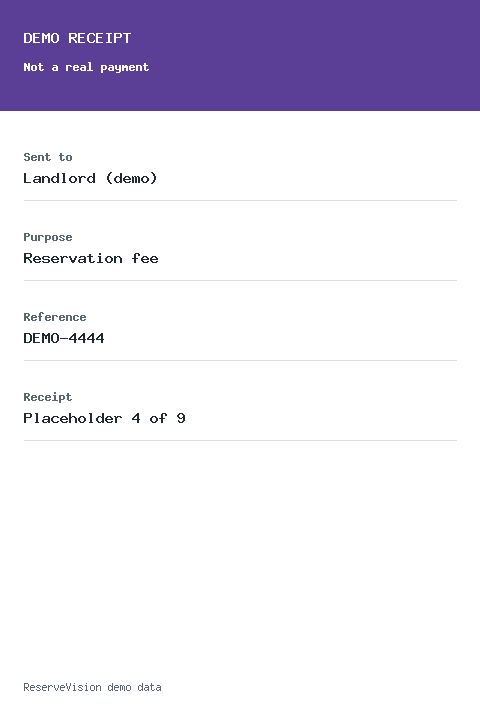 DEMO RECEIPT
Not a real payment
Sent to
Landlord (demo)
Purpose
Reservation fee
Reference
DEMO-4444
Receipt
Placeholder 4 of 9
ReserveVision demo data